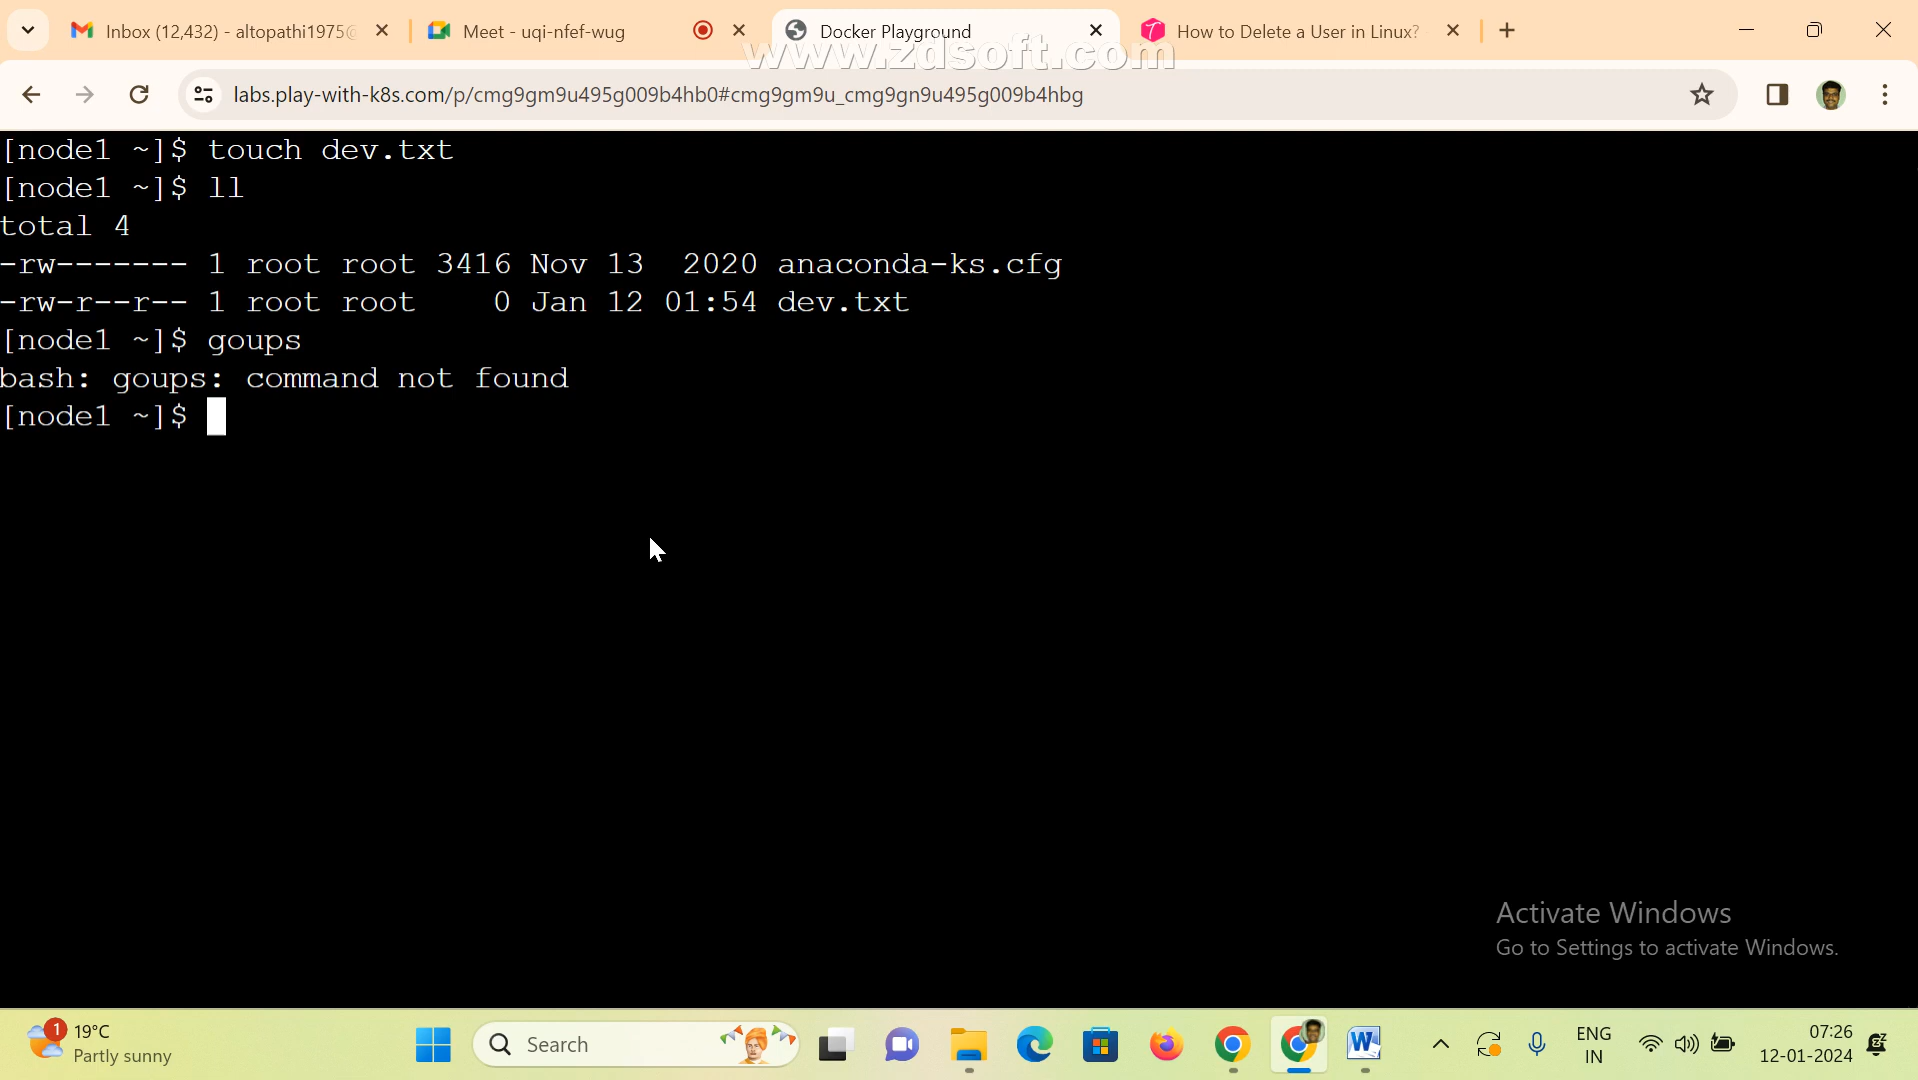 Inbox (12,432) - altopathi1975@
Meet - uqi-nfef-wug
Docker Playground
How to Delete a User in Linux?
www.zdsoft.com
labs.play-with-k8s.com/p/cmg9gm9u495g009b4hb0#cmg9gm9u_cmg9gn9u495g009b4hbg
[node1 ~]$ touch dev.txt
[node1 ~]$ ll
total 4
-rw------- 1 root root 3416 Nov 13  2020 anaconda-ks.cfg
-rw-r--r-- 1 root root    0 Jan 12 01:54 dev.txt
[node1 ~]$ goups
bash: goups: command not found
[node1 ~]$
Activate Windows
Go to Settings to activate Windows.
1
19°C
Partly sunny
Search
W
ENG
IN
07:26
12-01-2024